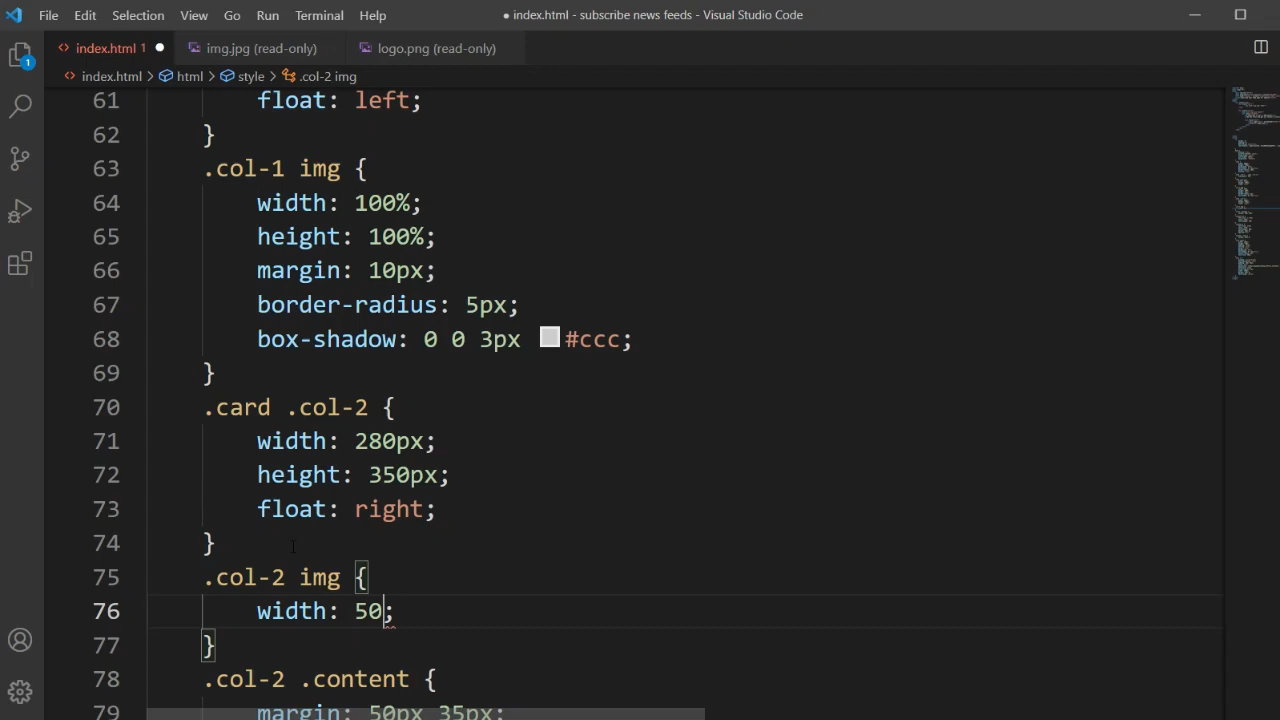 File Edit Selection View Go Run Terminal Help ● index.html - subscribe news feeds - Visual Studio Code
<> index.html 1 ● img.jpg (read-only) logo.png (read-only)
<> index.html > html > style > .col-2 img
1
61 float: left;
62 }
63 .col-1 img {
64 width: 100%;
65 height: 100%;
66 margin: 10px;
67 border-radius: 5px;
68 box-shadow: 0 0 3px #ccc;
69 }
70 .card .col-2 {
71 width: 280px;
72 height: 350px;
73 float: right;
74 }
75 .col-2 img {
76 width: 50;
77 }
78 .col-2 .content {
79 margin: 50px 35px;